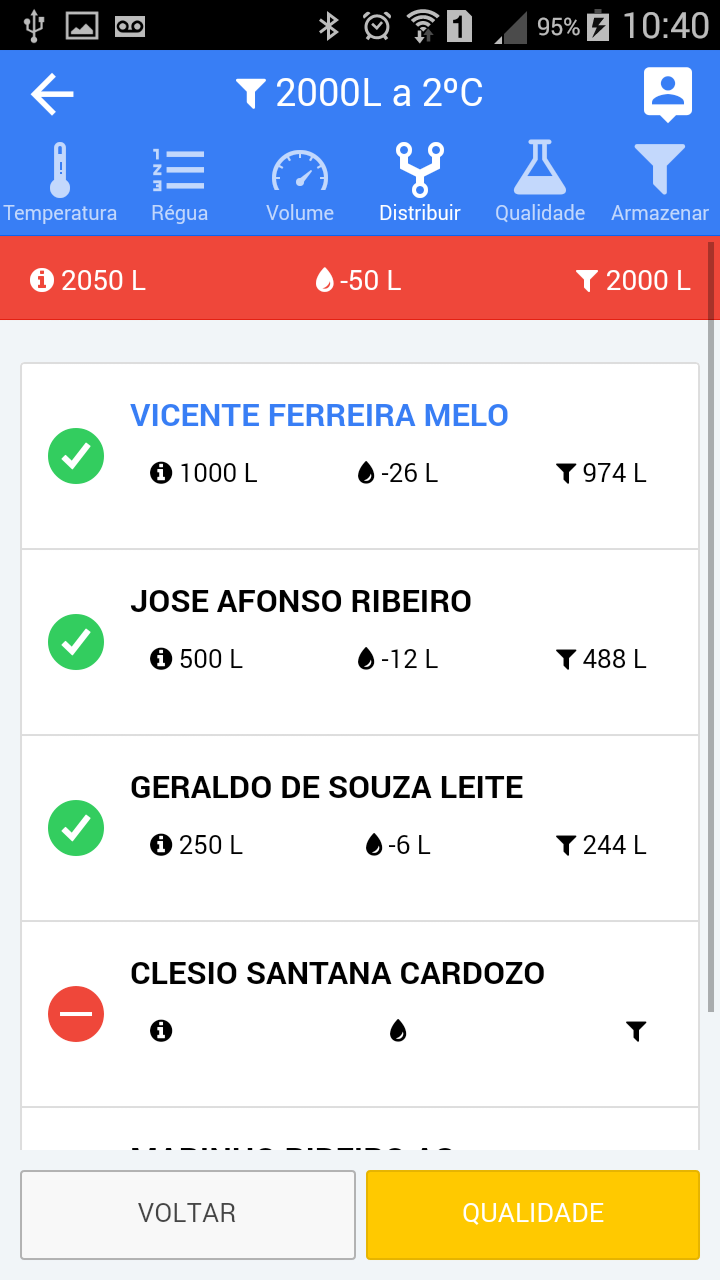 1 95% 10:40
2000L a 2ºC
Temperatura Régua Volume Distribuir Qualidade Armazenar
2050 L -50 L 2000 L
VICENTE FERREIRA MELO
1000 L -26 L 974 L
JOSE AFONSO RIBEIRO
500 L -12 L 488 L
GERALDO DE SOUZA LEITE
250 L -6 L 244 L
CLESIO SANTANA CARDOZO
VOLTAR QUALIDADE